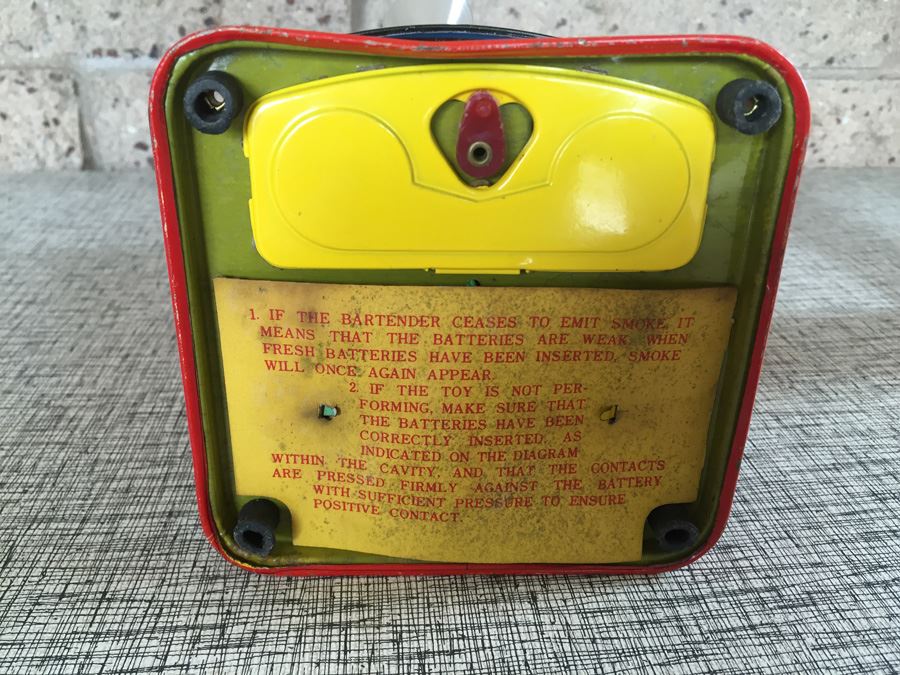 1. IF THE BARTENDER CEASES TO EMIT SMOKE, IT
MEANS THAT THE BATTERIES ARE WEAK. WHEN
FRESH BATTERIES HAVE BEEN INSERTED, SMOKE
WILL ONCE AGAIN APPEAR.
2. IF THE TOY IS NOT PER-
FORMING, MAKE SURE THAT
THE BATTERIES HAVE BEEN
CORRECTLY INSERTED, AS
INDICATED ON THE DIAGRAM
WITHIN THE CAVITY, AND THAT THE CONTACTS
ARE PRESSED FIRMLY AGAINST THE BATTERY
WITH SUFFICIENT PRESSURE TO ENSURE
POSITIVE CONTACT.